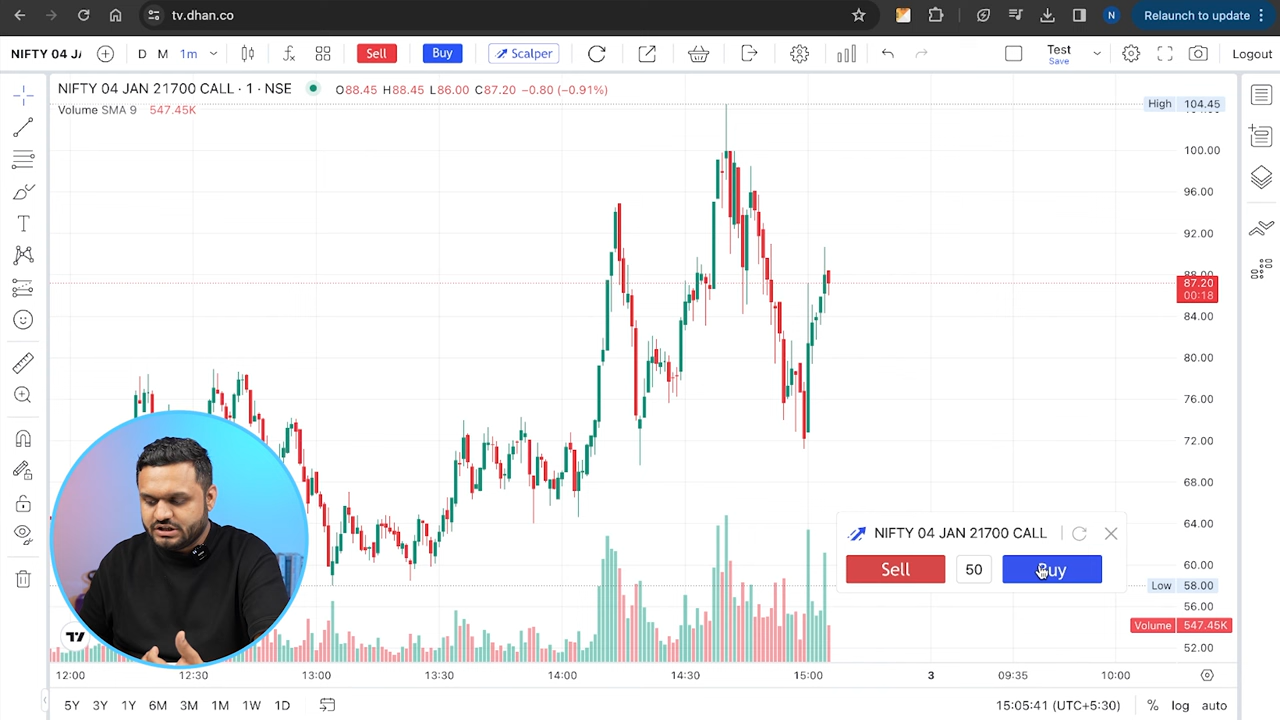 tv.dhan.co
N
Relaunch to update
NIFTY 04 JA
D M 1m
Sell
Buy
Scalper
Test
Save
Logout
NIFTY 04 JAN 21700 CALL · 1 · NSE
O88.45 H88.45 L86.00 C87.20 −0.80 (−0.91%)
Volume SMA 9 547.45K
High 104.45
100.00
96.00
92.00
88.00
87.20
00:18
84.00
80.00
76.00
72.00
68.00
64.00
60.00
Low 58.00
56.00
Volume 547.45K
52.00
NIFTY 04 JAN 21700 CALL
Sell 50 Buy
12:00 12:30 13:00 13:30 14:00 14:30 15:00 3 09:35 10:00
5Y 3Y 1Y 6M 3M 1M 1W 1D
15:05:41 (UTC+5:30)
% log auto